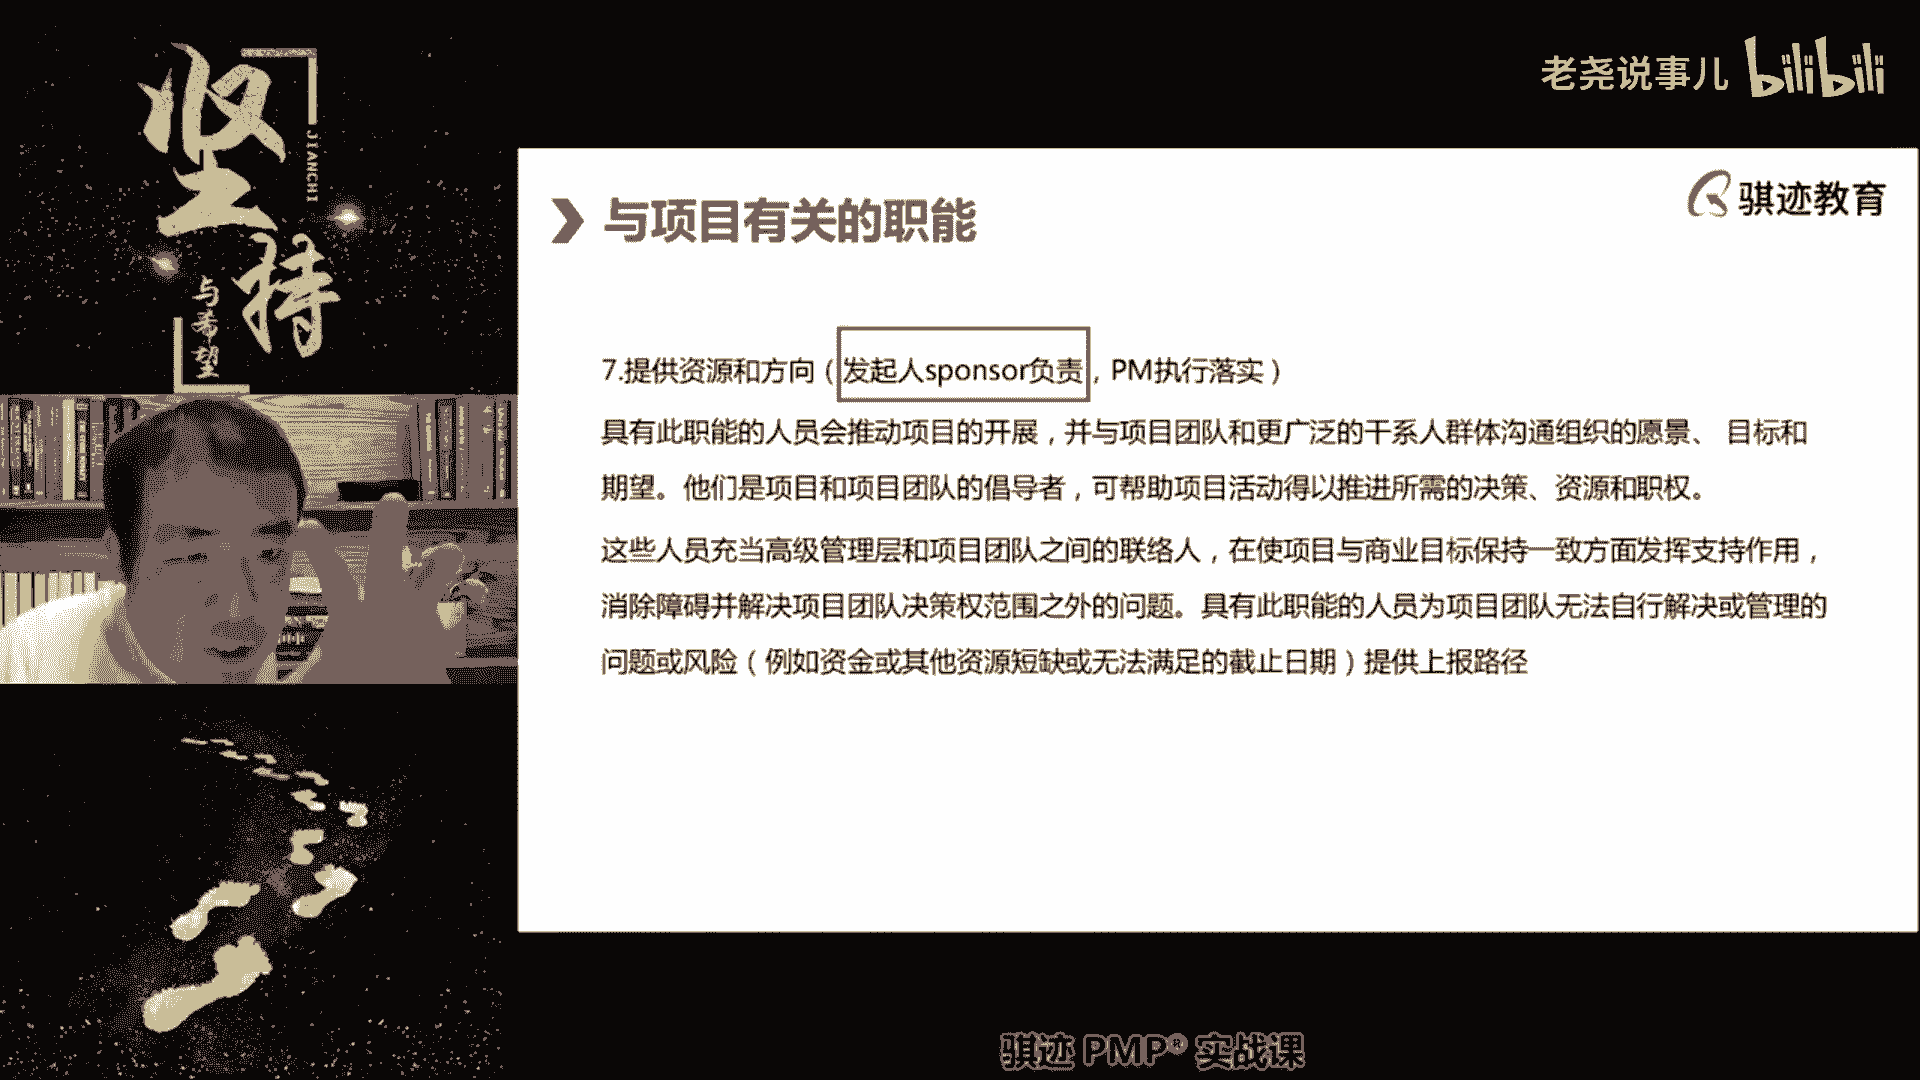 坚持
JIANCHI
与希望
老尧说事儿 bilibili
骐迹教育
与项目有关的职能
7.提供资源和方向（发起人sponsor负责，PM执行落实）
具有此职能的人员会推动项目的开展，并与项目团队和更广泛的干系人群体沟通组织的愿景、 目标和
期望。他们是项目和项目团队的倡导者，可帮助项目活动得以推进所需的决策、资源和职权。
这些人员充当高级管理层和项目团队之间的联络人，在使项目与商业目标保持一致方面发挥支持作用，
消除障碍并解决项目团队决策权范围之外的问题。具有此职能的人员为项目团队无法自行解决或管理的
问题或风险（例如资金或其他资源短缺或无法满足的截止日期）提供上报路径
骐迹 PMP® 实战课